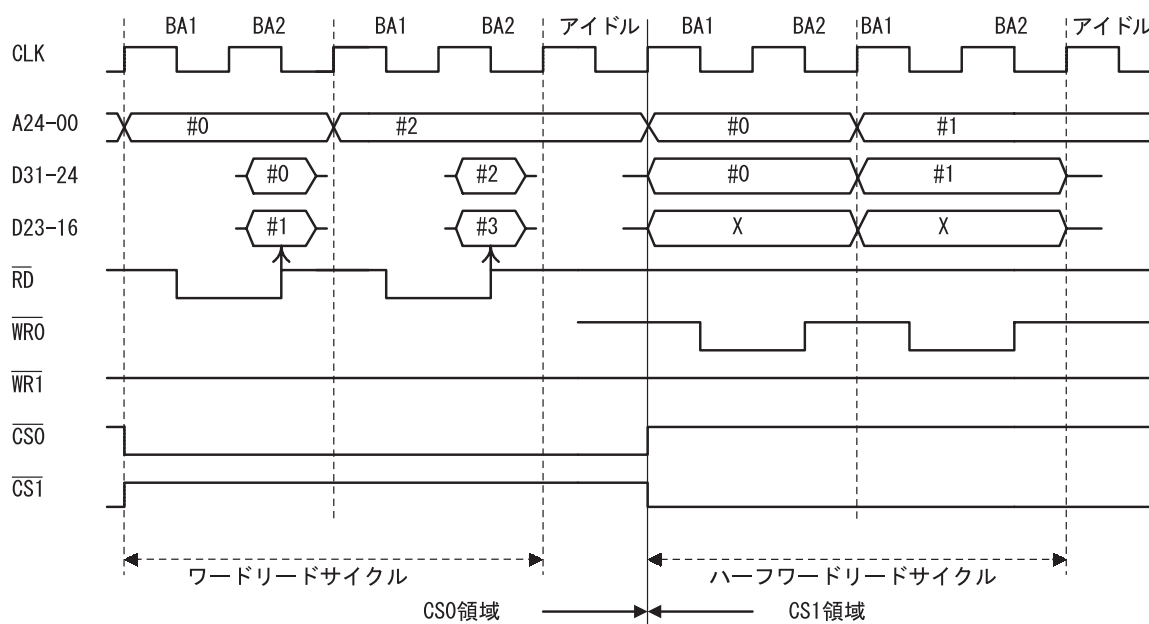 BA1 BA2 BA1 BA2 アイドル BA1 BA2 BA1 BA2 アイドル
CLK
A24-00 #0 #2 #0 #1
D31-24 #0 #2 #0 #1
D23-16 #1 #3 X X
RD
WR0
WR1
CS0
CS1
ワードリードサイクル ハーフワードリードサイクル
CS0領域 CS1領域